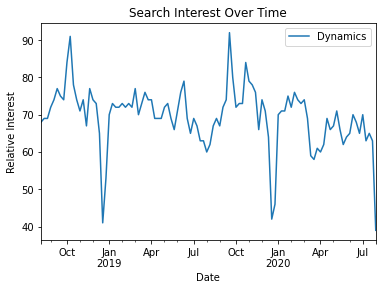 Search Interest Over Time
Dynamics
Relative Interest
90
80
70
60
50
40
Oct Jan Apr Jul Oct Jan Apr Jul
2019 2020
Date